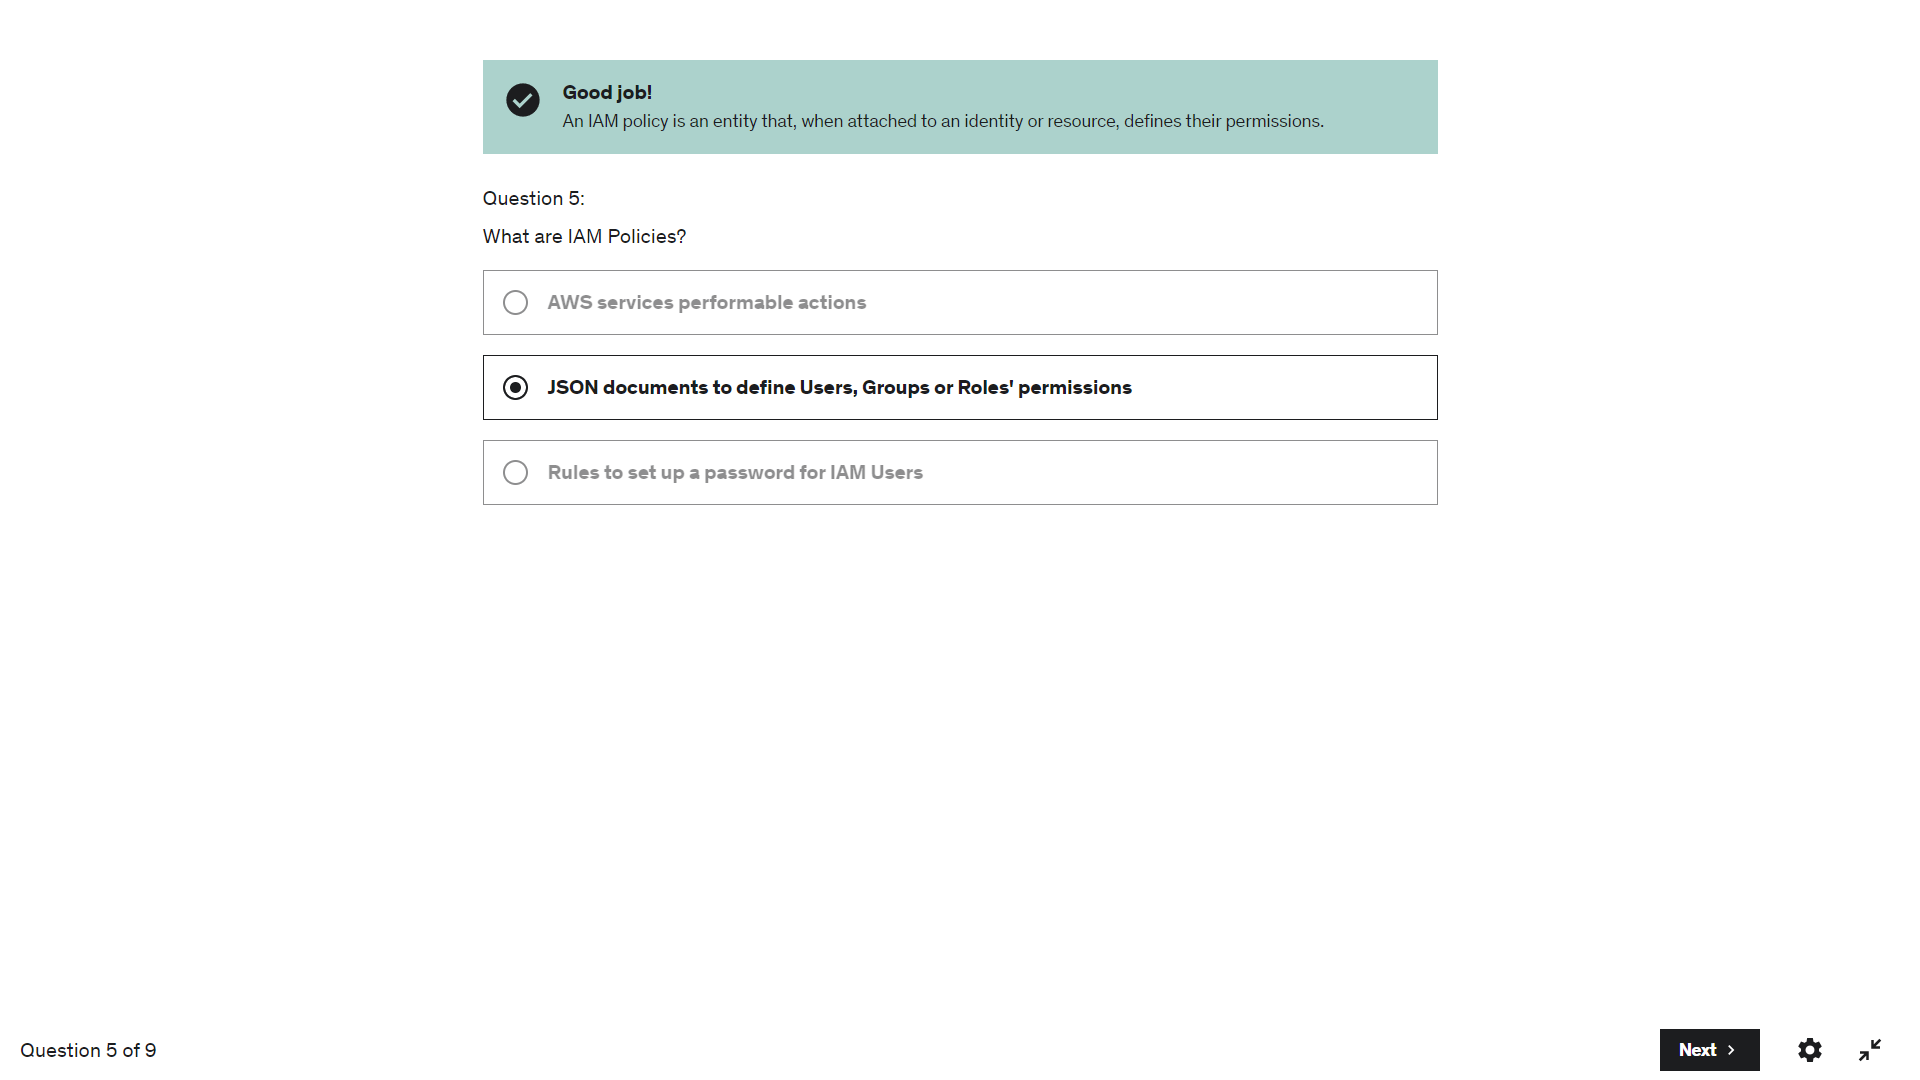 Good job!
An IAM policy is an entity that, when attached to an identity or resource, defines their permissions.
Question 5:
What are IAM Policies?
AWS services performable actions
JSON documents to define Users, Groups or Roles' permissions
Rules to set up a password for IAM Users
Question 5 of 9
Next